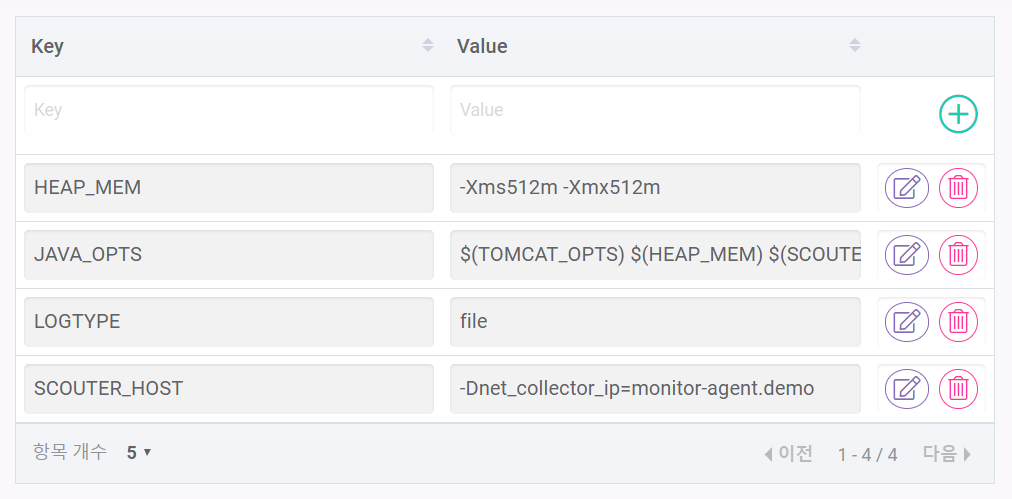 Key Value
Key Value
HEAP_MEM -Xms512m -Xmx512m
JAVA_OPTS $(TOMCAT_OPTS) $(HEAP_MEM) $(SCOUTE
LOGTYPE file
SCOUTER_HOST -Dnet_collector_ip=monitor-agent.demo
항목 개수 5 이전 1 - 4 / 4 다음